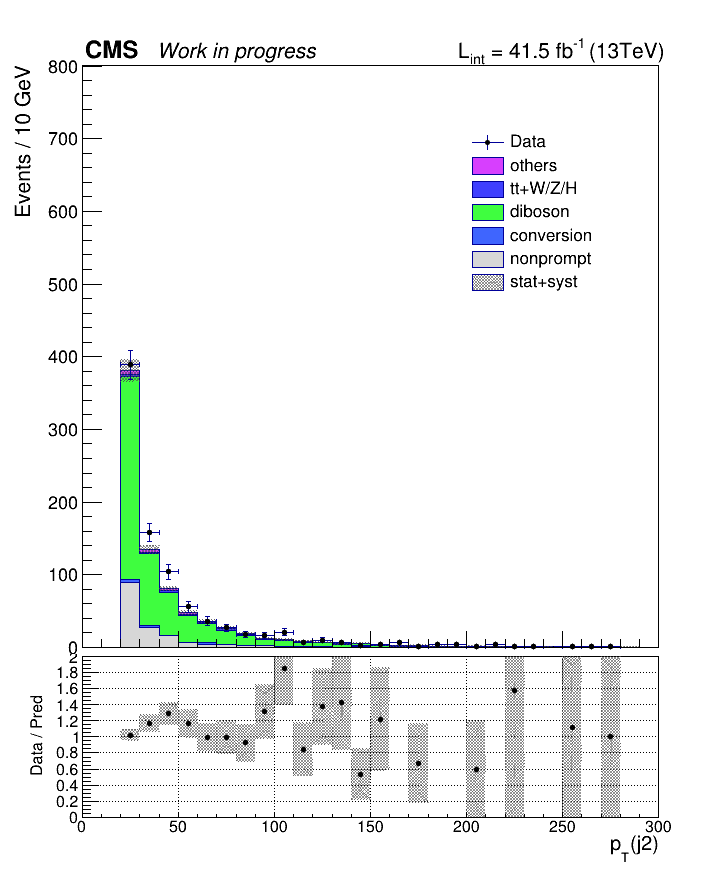 CMS Work in progress L_int = 41.5 fb^-1 (13TeV)
Events / 10 GeV
800
700
600
500
400
300
200
100
0
Data
others
tt+W/Z/H
diboson
conversion
nonprompt
stat+syst
Data / Pred
2
1.8
1.6
1.4
1.2
1
0.8
0.6
0.4
0.2
0
0 50 100 150 200 250 300
p_T(j2)